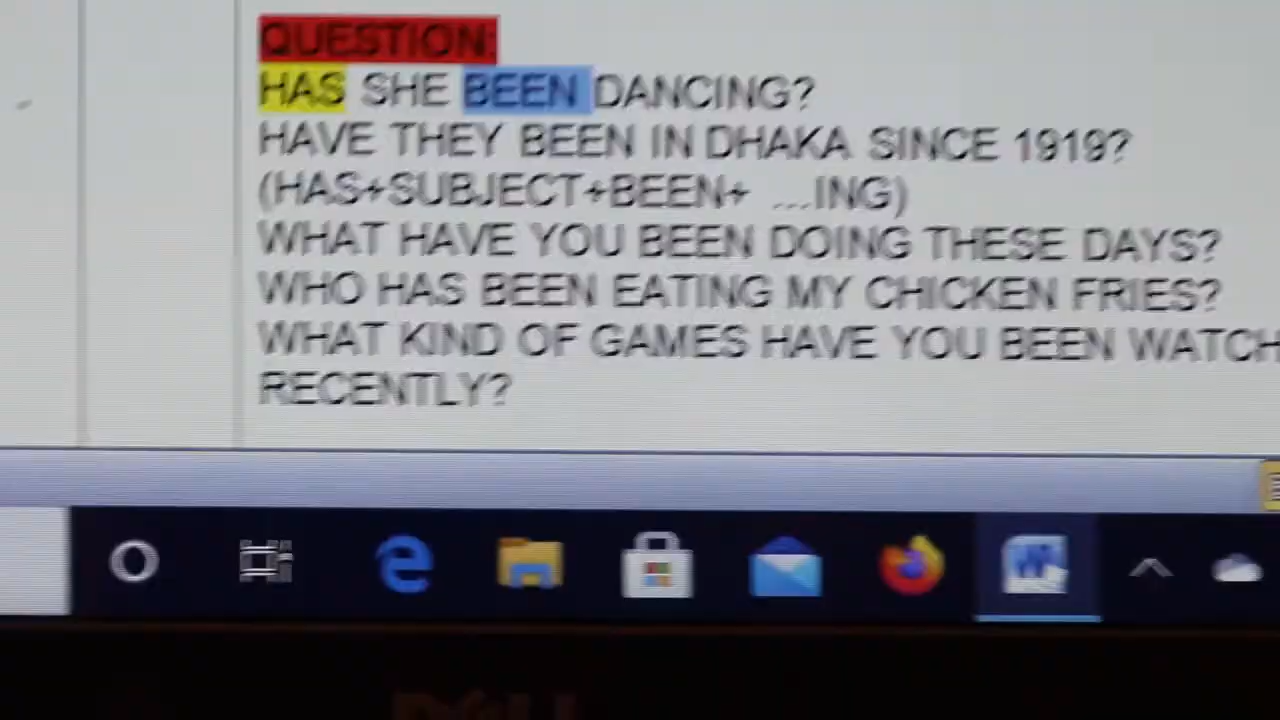 QUESTION:
HAS SHE BEEN DANCING?
HAVE THEY BEEN IN DHAKA SINCE 1919?
(HAS+SUBJECT+BEEN+ ...ING)
WHAT HAVE YOU BEEN DOING THESE DAYS?
WHO HAS BEEN EATING MY CHICKEN FRIES?
WHAT KIND OF GAMES HAVE YOU BEEN WATCH
RECENTLY?
DELL